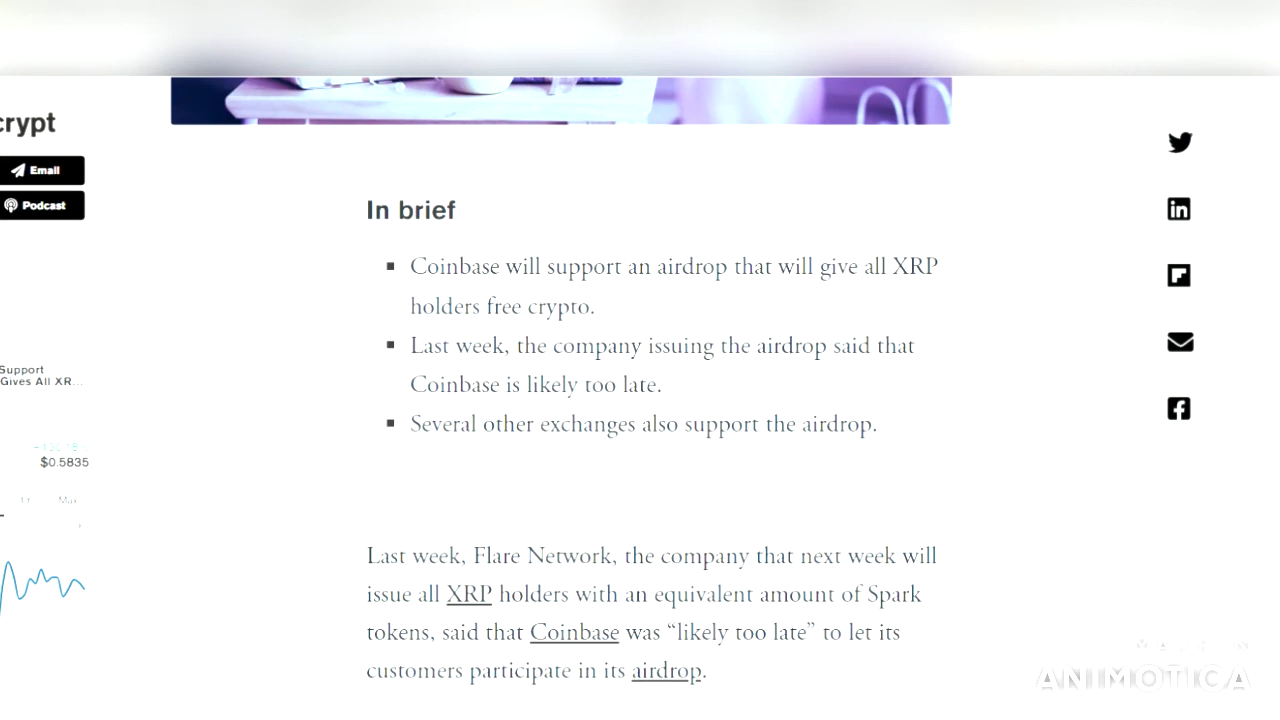 crypt
Email
Podcast
Support
Gives All XR...
$0.5835
Max
In brief
Coinbase will support an airdrop that will give all XRP
holders free crypto.
Last week, the company issuing the airdrop said that
Coinbase is likely too late.
Several other exchanges also support the airdrop.
Last week, Flare Network, the company that next week will
issue all XRP holders with an equivalent amount of Spark
tokens, said that Coinbase was “likely too late” to let its
customers participate in its airdrop.
ANIMOTICA